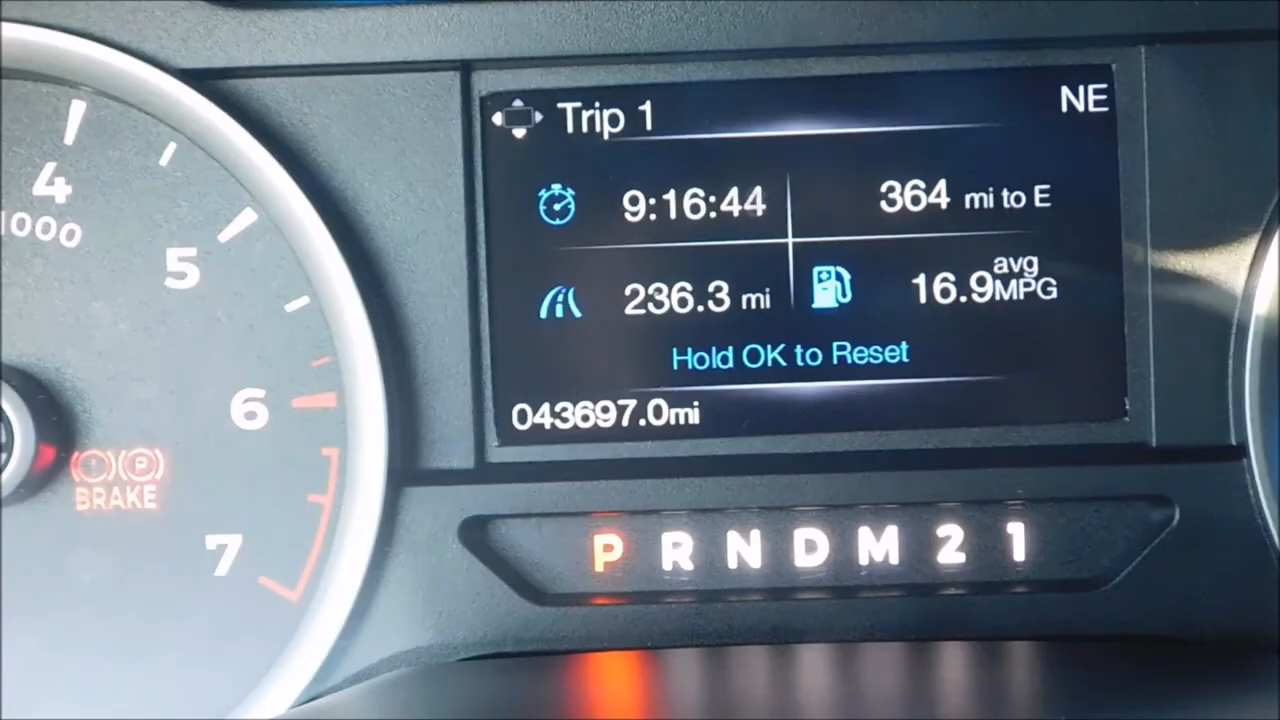 Trip 1
NE
9:16:44
364 mi to E
236.3 mi
16.9 avg MPG
Hold OK to Reset
043697.0mi
4
1000
5
6
7
P
BRAKE
P R N D M 2 1